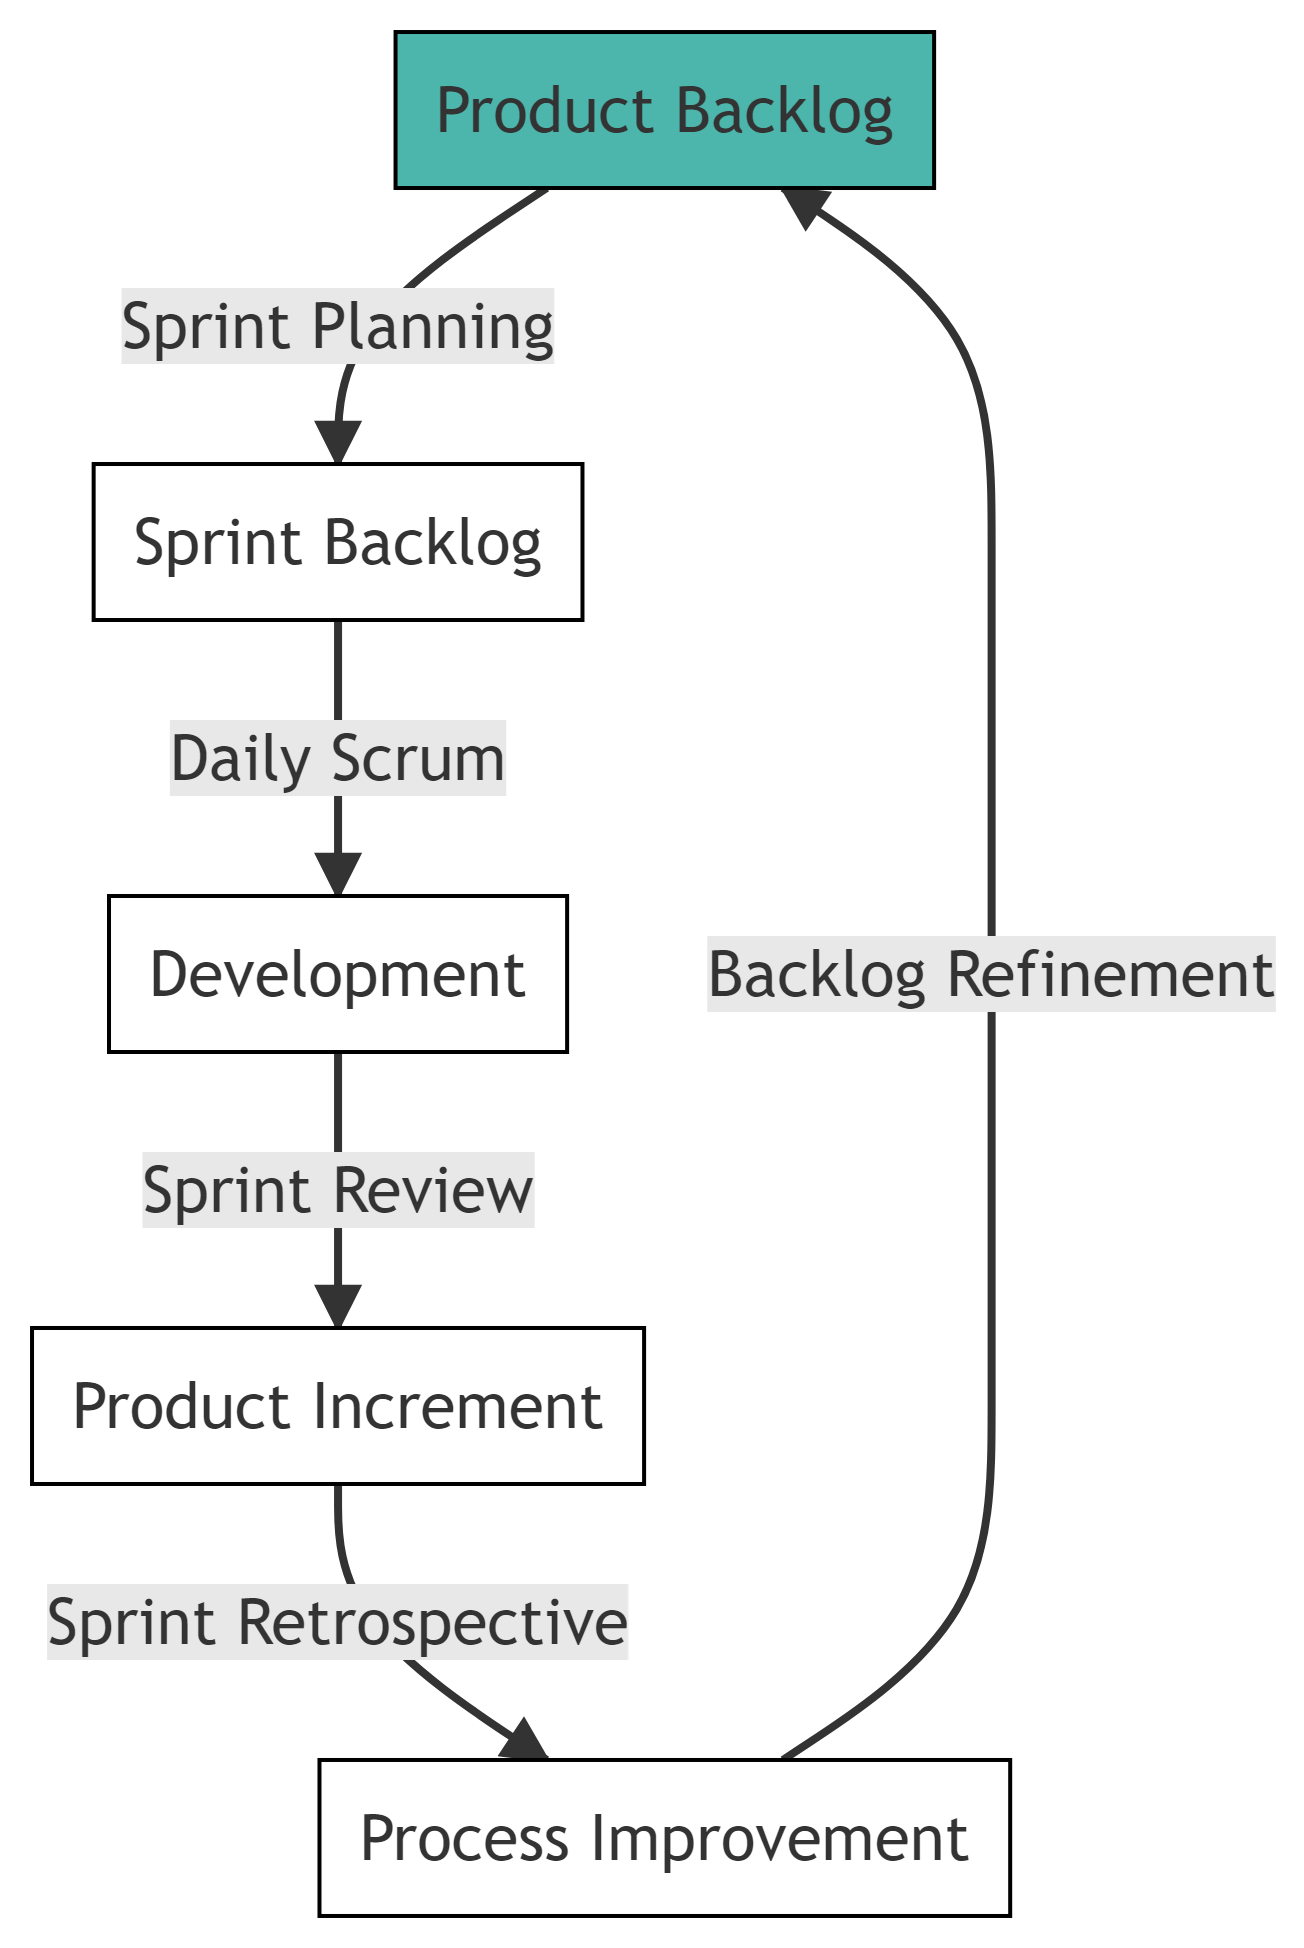 Product Backlog
Sprint Planning
Sprint Backlog
Daily Scrum
Development
Backlog Refinement
Sprint Review
Product Increment
Sprint Retrospective
Process Improvement